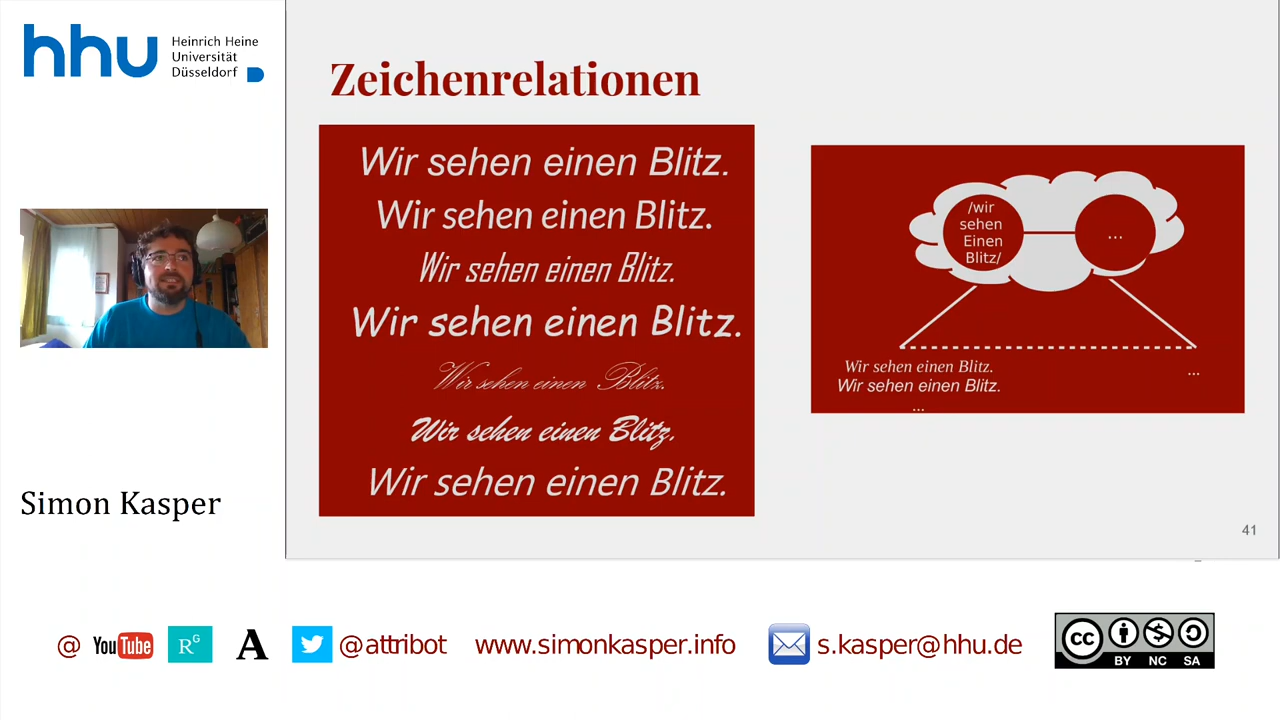 hhu Heinrich Heine
Universität
Düsseldorf
Zeichenrelationen
Wir sehen einen Blitz.
Wir sehen einen Blitz.
Wir sehen einen Blitz.
Wir sehen einen Blitz.
Wir sehen einen Blitz.
Wir sehen einen Blitz.
Wir sehen einen Blitz.
/wir
sehen
Einen
Blitz/
...
Wir sehen einen Blitz.
Wir sehen einen Blitz.
...
...
41
Simon Kasper
@ YouTube RG A @attribot www.simonkasper.info s.kasper@hhu.de cc
BY NC SA